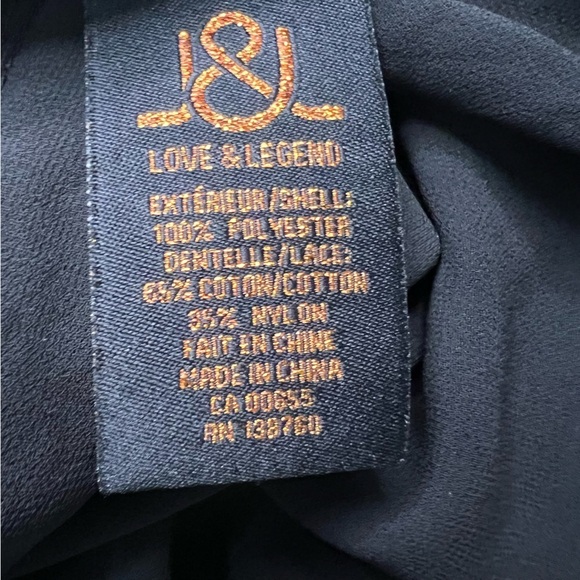 L&L
LOVE & LEGEND
EXTÉRIEUR/SHELL:
100% POLYESTER
DENTELLE/LACE:
65% COTON/COTTON
35% NYLON
FAIT EN CHINE
MADE IN CHINA
CA 00655
RN 138760